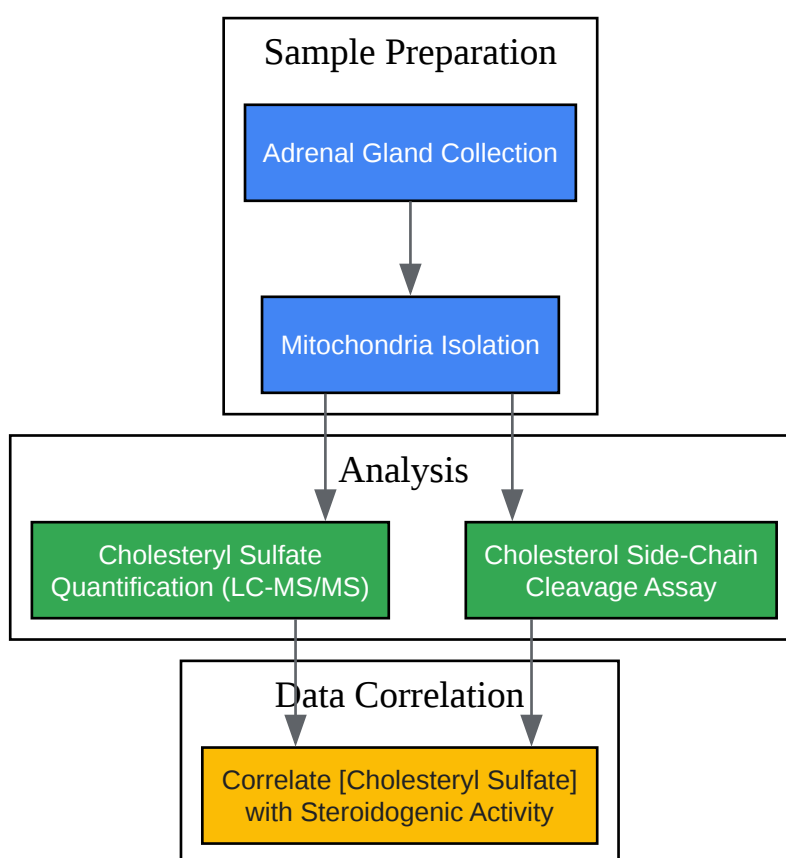 Sample Preparation
Adrenal Gland Collection
Mitochondria Isolation
Analysis
Cholesteryl Sulfate
Quantification (LC-MS/MS)
Cholesterol Side-Chain
Cleavage Assay
Data Correlation
Correlate [Cholesteryl Sulfate]
with Steroidogenic Activity